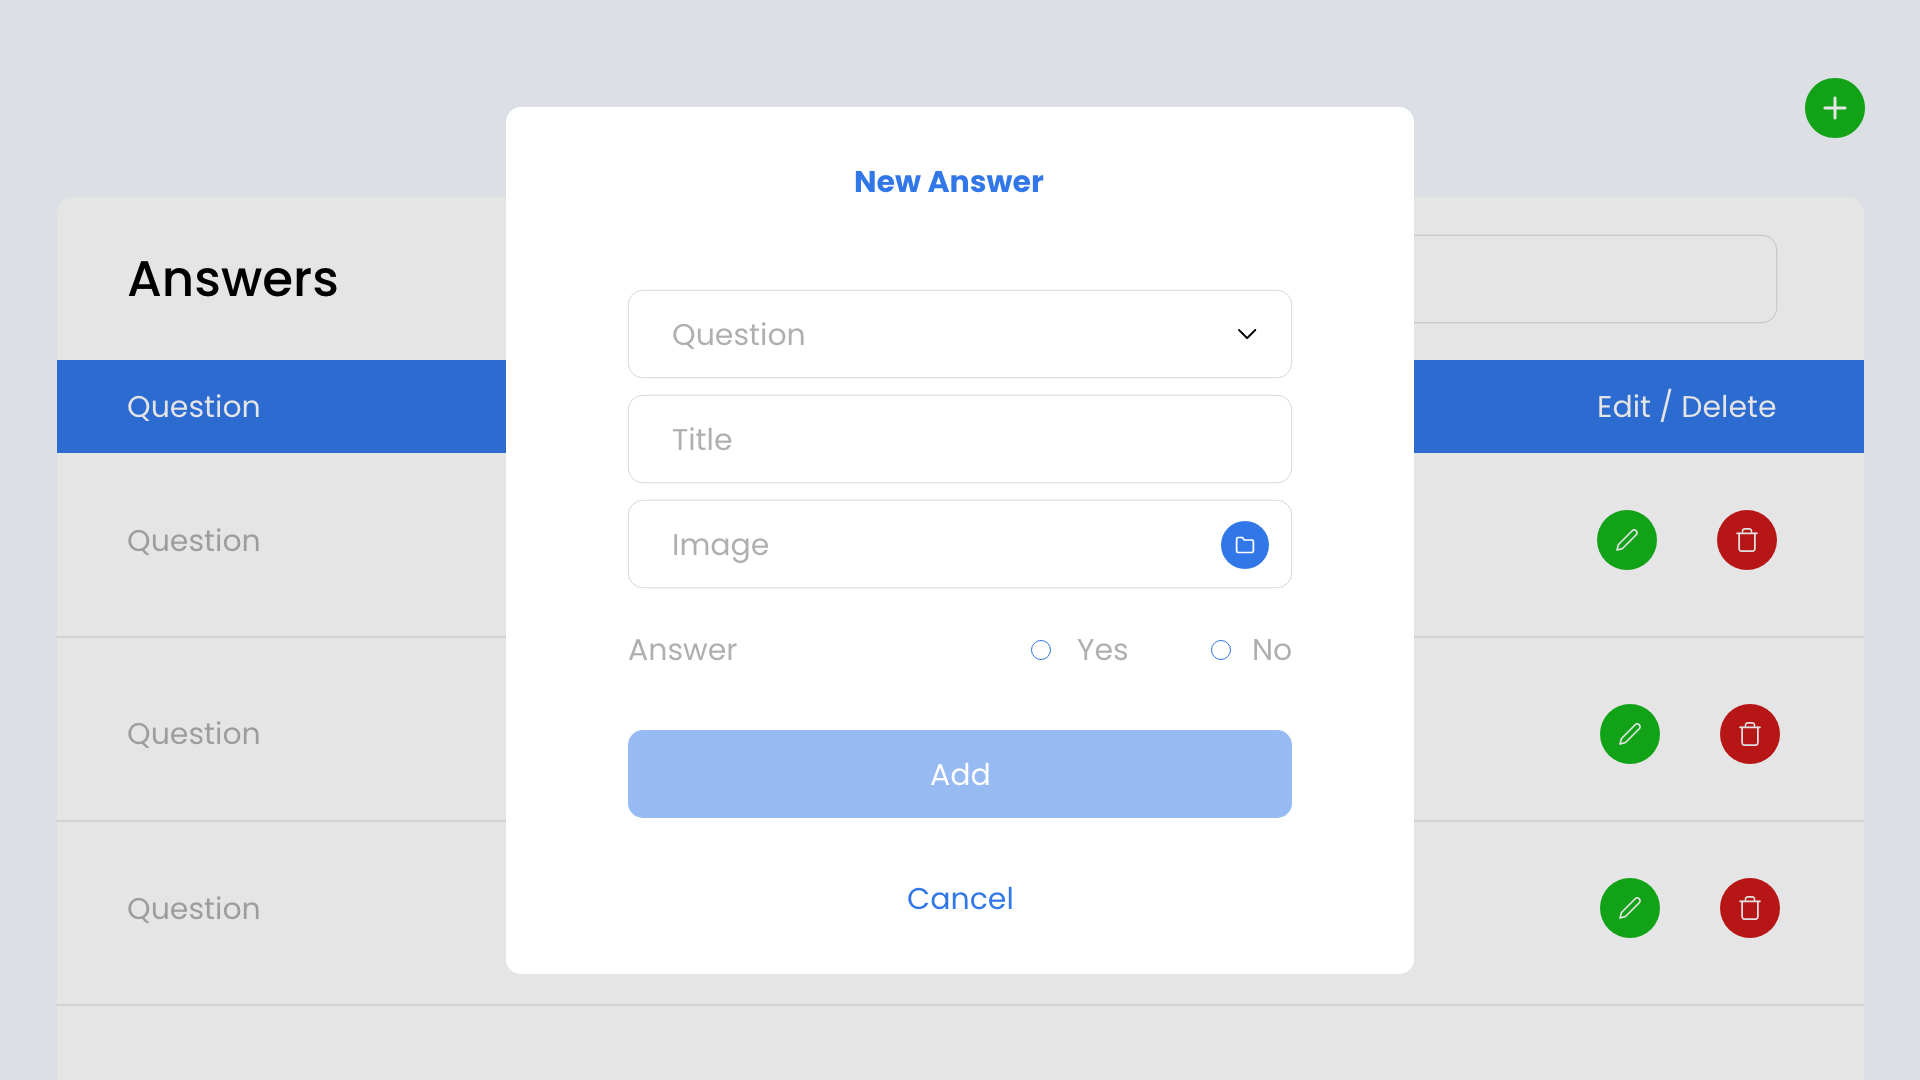 New Answer
Answers
Question
Title
Image
Answer Yes No
Add
Cancel
Question Edit / Delete
Question
Question
Question